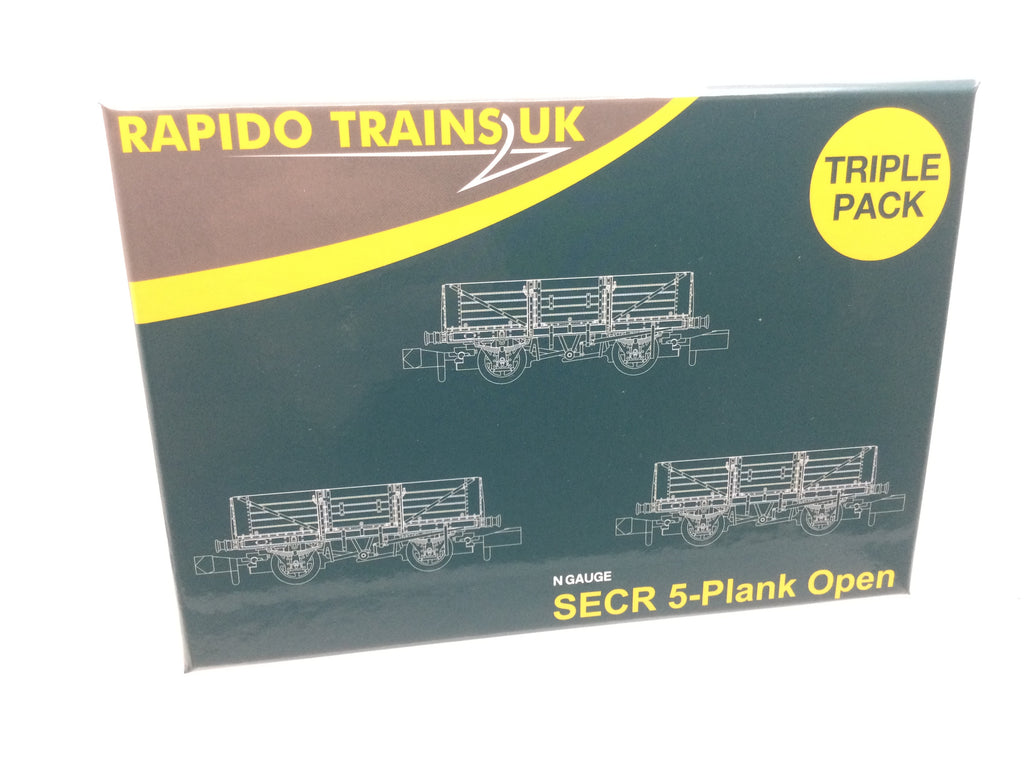 RAPIDO TRAINS UK
TRIPLE
PACK
N GAUGE
SECR 5-Plank Open